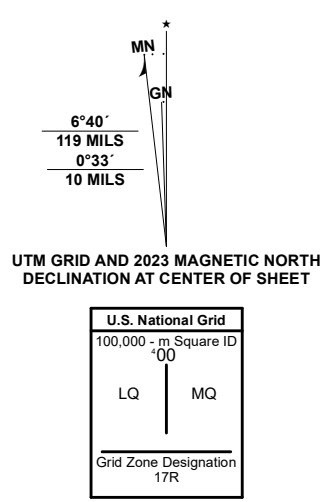 MN
GN
6°40´
119 MILS
0°33´
10 MILS
UTM GRID AND 2023 MAGNETIC NORTH
DECLINATION AT CENTER OF SHEET
U.S. National Grid
100,000 - m Square ID
⁴00
LQ MQ
Grid Zone Designation
17R